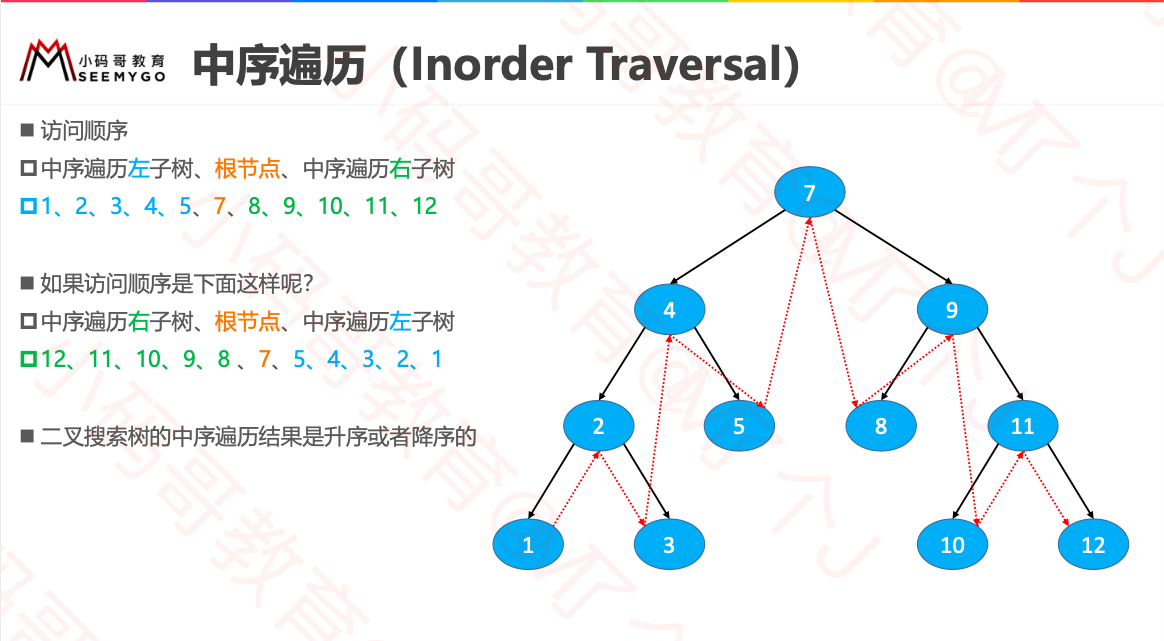 小码哥教育
SEEMYGO
中序遍历（Inorder Traversal）
■ 访问顺序
中序遍历左子树、根节点、中序遍历右子树
1、2、3、4、5、7、8、9、10、11、12
■ 如果访问顺序是下面这样呢？
中序遍历右子树、根节点、中序遍历左子树
12、11、10、9、8 、7、5、4、3、2、1
■ 二叉搜索树的中序遍历结果是升序或者降序的
7
4
9
2
5
8
11
1
3
10
12